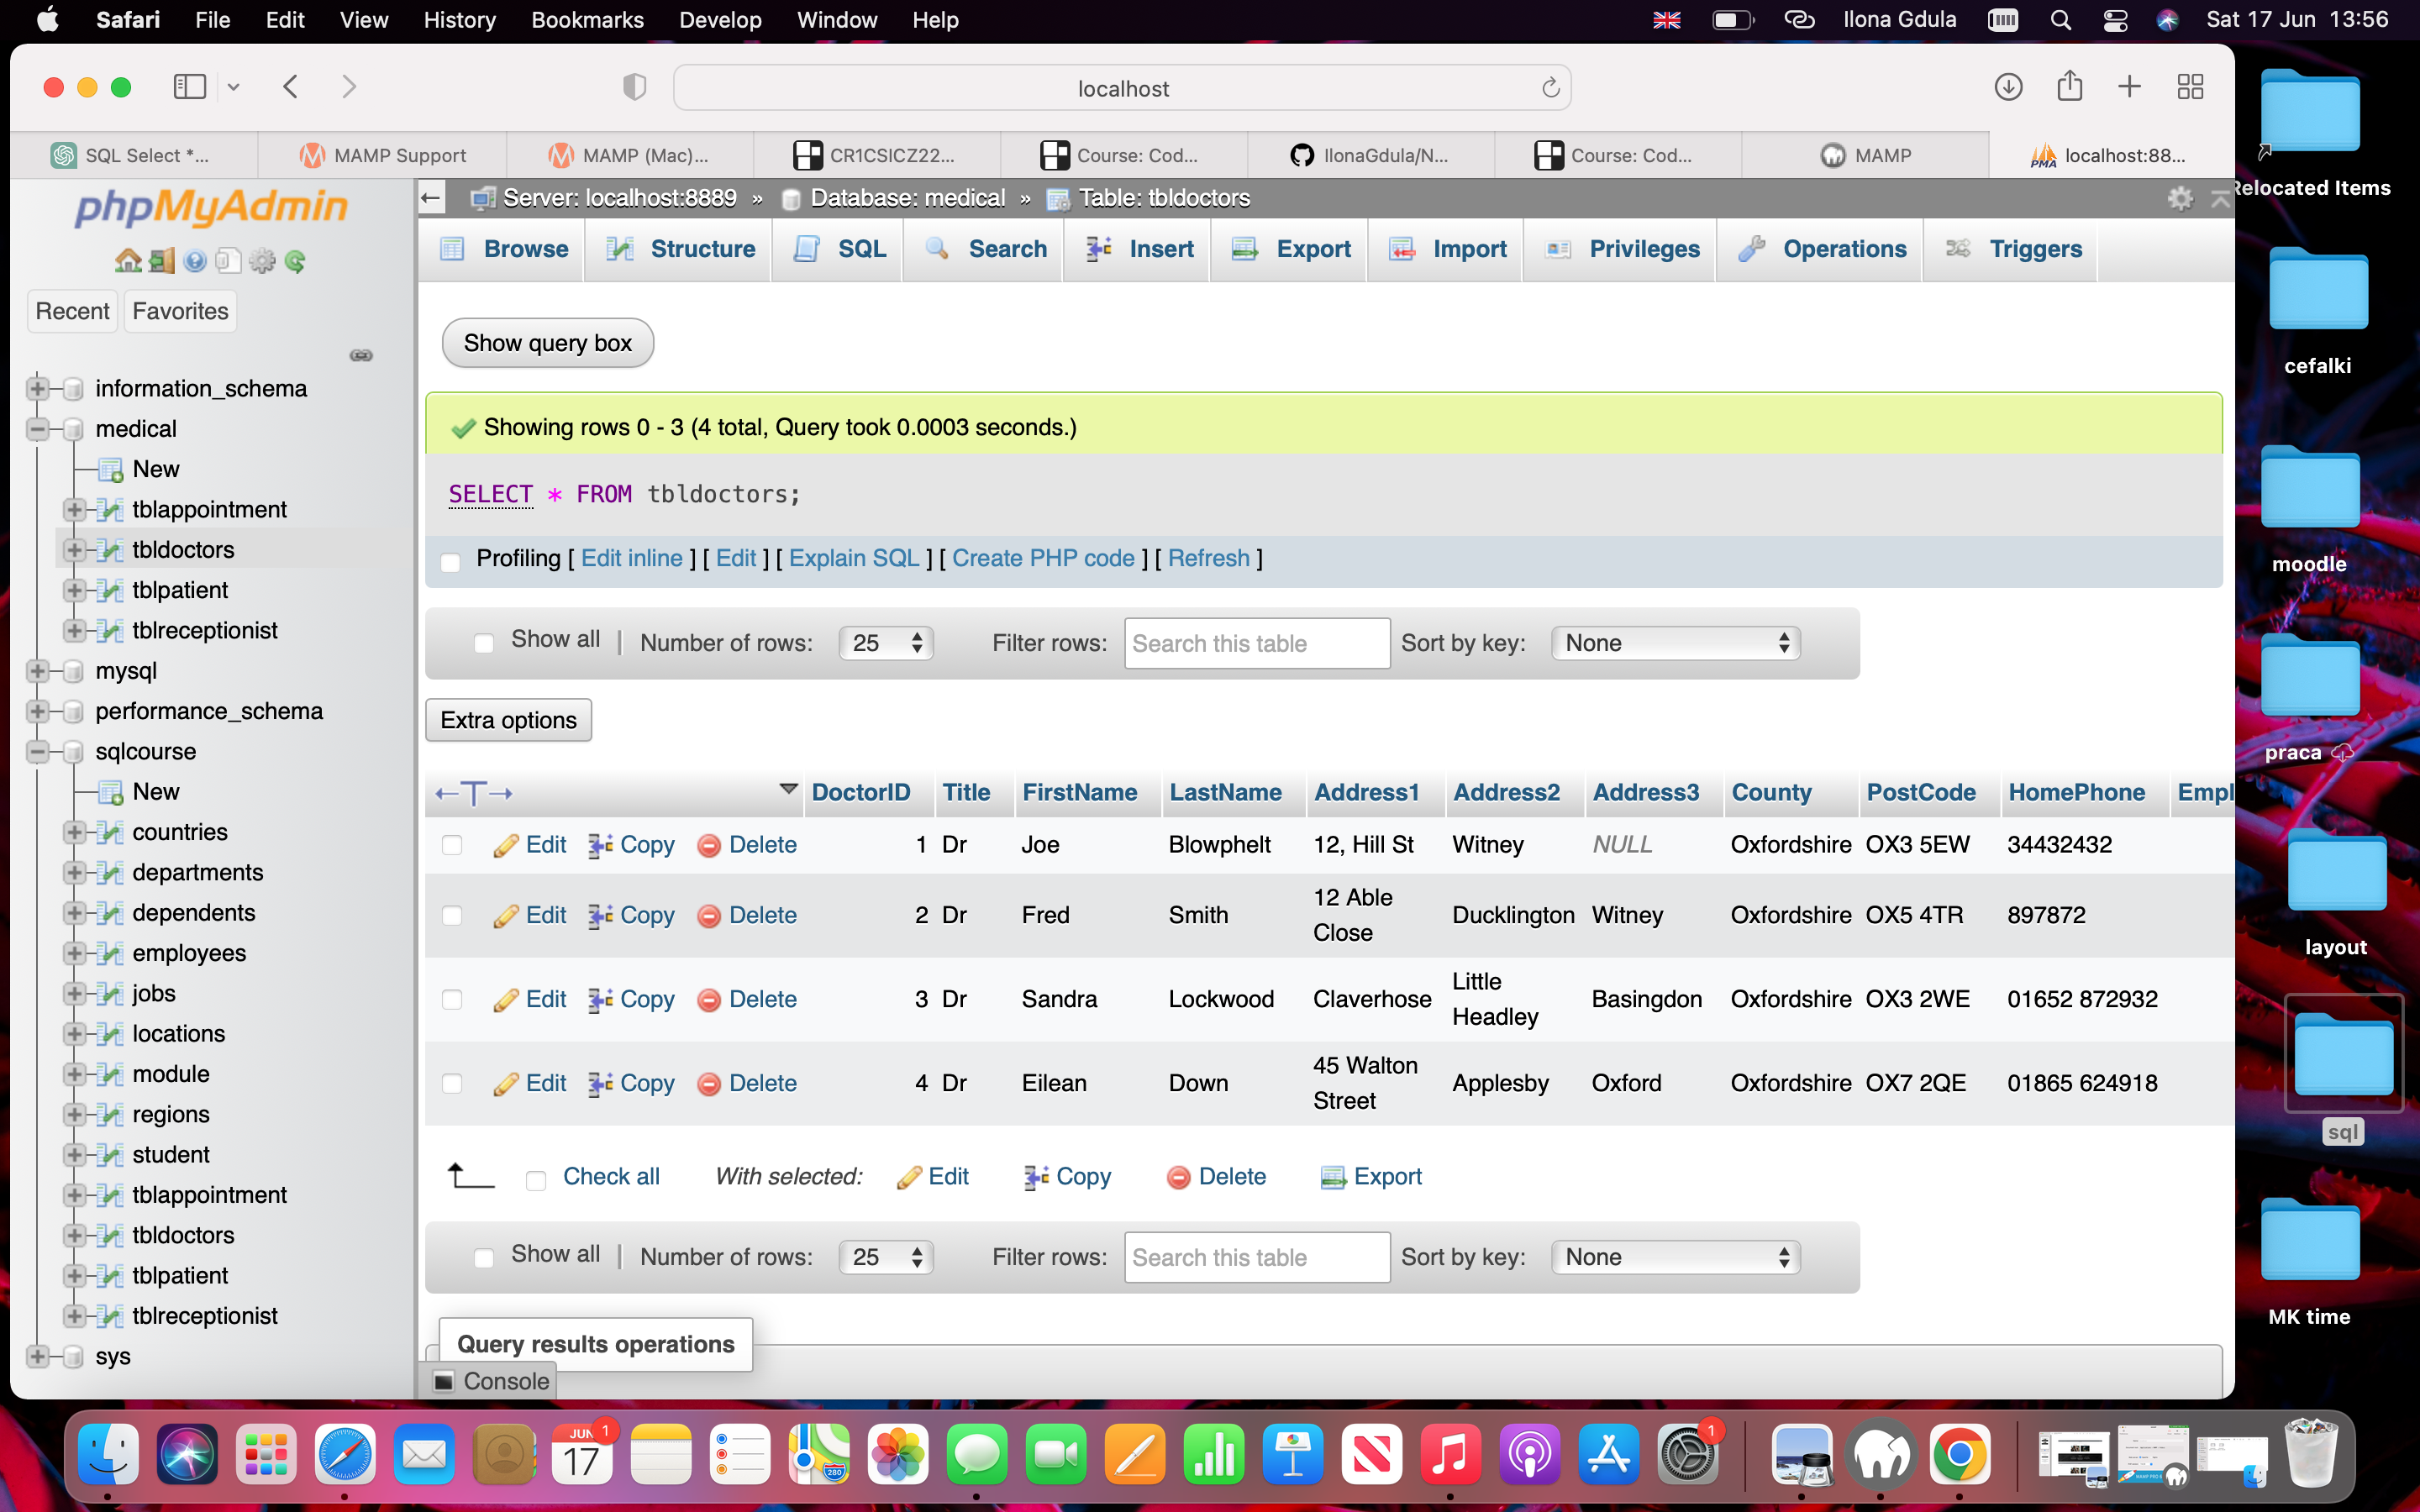 Safari File Edit View History Bookmarks Develop Window Help Ilona Gdula Sat 17 Jun 13:56
localhost
SQL Select *... MAMP Support MAMP (Mac)... CR1CSICZ22... Course: Cod... IlonaGdula/N... Course: Cod... MAMP PMA localhost:88...
phpMyAdmin
Recent Favorites
information_schema
medical
New
tblappointment
tbldoctors
tblpatient
tblreceptionist
mysql
performance_schema
sqlcourse
New
countries
departments
dependents
employees
jobs
locations
module
regions
student
tblappointment
tbldoctors
tblpatient
tblreceptionist
sys
Server: localhost:8889 » Database: medical » Table: tbldoctors
Browse Structure SQL Search Insert Export Import Privileges Operations Triggers
Show query box
Showing rows 0 - 3 (4 total, Query took 0.0003 seconds.)
SELECT * FROM tbldoctors;
Profiling [ Edit inline ] [ Edit ] [ Explain SQL ] [ Create PHP code ] [ Refresh ]
Show all | Number of rows: 25 Filter rows: Search this table Sort by key: None
Extra options
←T→ DoctorID Title FirstName LastName Address1 Address2 Address3 County PostCode HomePhone Empl
Edit Copy Delete 1 Dr Joe Blowphelt 12, Hill St Witney NULL Oxfordshire OX3 5EW 34432432
Edit Copy Delete 2 Dr Fred Smith 12 Able Close Ducklington Witney Oxfordshire OX5 4TR 897872
Edit Copy Delete 3 Dr Sandra Lockwood Claverhose Little Headley Basingdon Oxfordshire OX3 2WE 01652 872932
Edit Copy Delete 4 Dr Eilean Down 45 Walton Street Applesby Oxford Oxfordshire OX7 2QE 01865 624918
Check all With selected: Edit Copy Delete Export
Show all | Number of rows: 25 Filter rows: Search this table Sort by key: None
Query results operations
Console
Relocated Items
cefalki
moodle
praca
layout
sql
MK time
JUN 1
17
280
1